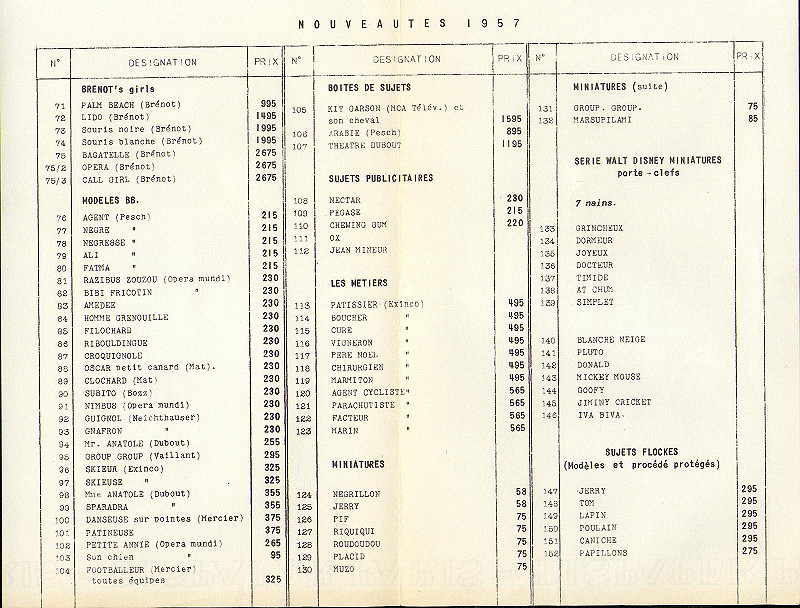 NOUVEAUTES 1957
N° DESIGNATION PRIX
BRENOT's girls
71 PALM BEACH (Brénot) 995
72 LIDO (Brénot) 1495
73 Souris noire (Brénot) 1995
74 Souris blanche (Brénot) 1995
75 BAGATELLE (Brénot) 2675
75/2 OPERA (Brénot) 2675
75/3 CALL GIRL (Brénot) 2675
MODELES BB.
76 AGENT (Pesch) 215
77 NEGRE " 215
78 NEGRESSE " 215
79 ALI " 215
80 FATMA " 215
81 RAZIBUS ZOUZOU (Opera mundi) 230
82 BIBI FRICOTIN " 230
83 AMEDEE 230
84 HOMME GRENOUILLE 230
85 FILOCHARD 230
86 RIBOULDINGUE 230
87 CROQUIGNOLE 230
88 OSCAR petit canard (Mat). 230
89 CLOCHARD (Mat) 230
90 SUBITO (Bozz) 230
91 NIMBUS (Opera mundi) 230
92 GUIGNOL (Neichthauser) 230
93 GNAFRON " 230
94 Mr. ANATOLE (Dubout) 255
95 GROUP GROUP (Vaillant) 295
96 SKIEUR (Exinco) 325
97 SKIEUSE " 325
98 Mme ANATOLE (Dubout) 355
99 SPARADRA " 355
100 DANSEUSE sur pointes (Mercier) 375
101 PATINEUSE 375
102 PETITE ANNIE (Opera mundi) 265
103 Son chien " 95
104 FOOTBALLEUR (Mercier)
toutes équipes 325
N° DESIGNATION PRIX
BOITES DE SUJETS
105 KIT CARSON (MCA Télév.) et
son cheval 1595
106 ARABIE (Pesch) 895
107 THEATRE DUBOUT 1195
SUJETS PUBLICITAIRES
108 NECTAR 230
109 PEGASE 215
110 CHEWING GUM 220
111 OX
112 JEAN MINEUR
LES METIERS
113 PATISSIER (Exinco) 495
114 BOUCHER " 495
115 CURE " 495
116 VIGNERON " 495
117 PERE NOEL " 495
118 CHIRURGIEN " 495
119 MARMITON " 495
120 AGENT CYCLISTE " 565
121 PARACHUTISTE " 565
122 FACTEUR " 565
123 MARIN " 565
MINIATURES
124 NEGRILLON 58
125 JERRY 58
126 PIF 75
127 RIQUIQUI 75
128 ROUDOUDOU 75
129 PLACID 75
130 MUZO 75
N° DESIGNATION PRIX
MINIATURES (suite)
131 GROUP. GROUP. 75
132 MARSUPILAMI 85
SERIE WALT DISNEY MINIATURES
porte - clefs
7 nains.
133 GRINCHEUX
134 DORMEUR
135 JOYEUX
136 DOCTEUR
137 TIMIDE
138 AT CHUM
139 SIMPLET
140 BLANCHE NEIGE
141 PLUTO
142 DONALD
143 MICKEY MOUSE
144 GOOFY
145 JIMINY CRICKET
146 IVA BIVA.
SUJETS FLOCKES
(Modèles et procédé protégés)
147 JERRY 295
148 TOM 295
149 LAPIN 295
150 POULAIN 295
151 CANICHE 295
152 PAPILLONS 275